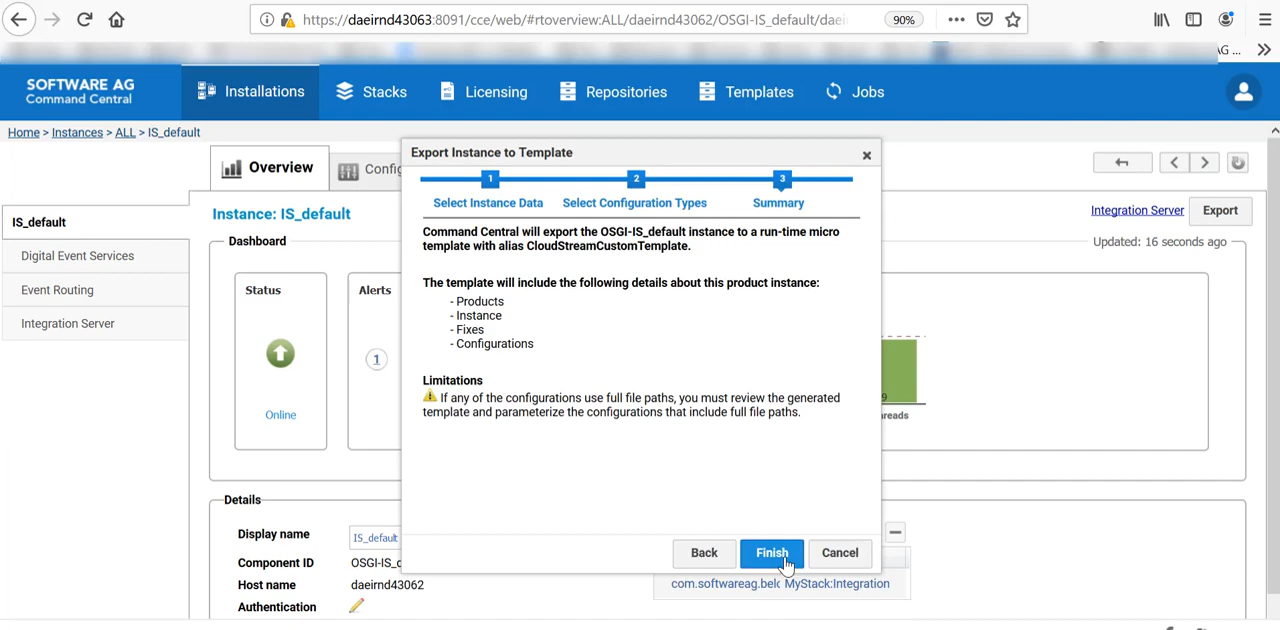 https://daeirnd43063:8091/cce/web/#rtoverview:ALL/daeirnd43062/OSGI-IS_default/daei
90%
AG ...
SOFTWARE AG
Command Central
Installations
Stacks
Licensing
Repositories
Templates
Jobs
Home > Instances > ALL > IS_default
Overview
Config
IS_default
Digital Event Services
Event Routing
Integration Server
Instance: IS_default
Integration Server
Export
Dashboard
Updated: 16 seconds ago
Status
Online
Alerts
1
9
reads
Export Instance to Template
×
1
2
3
Select Instance Data
Select Configuration Types
Summary
Command Central will export the OSGI-IS_default instance to a run-time micro
template with alias CloudStreamCustomTemplate.
The template will include the following details about this product instance:
- Products
- Instance
- Fixes
- Configurations
Limitations
If any of the configurations use full file paths, you must review the generated
template and parameterize the configurations that include full file paths.
Back
Finish
Cancel
Details
Display name
IS_default
Component ID
OSGI-IS_c
Host name
daeirnd43062
Authentication
MyStack:Integration